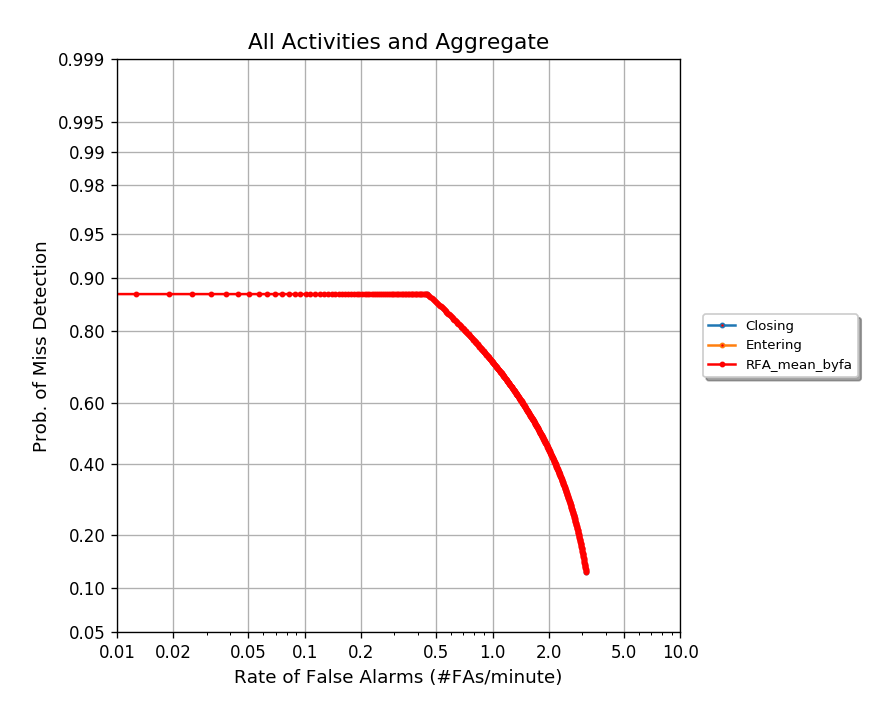 All Activities and Aggregate
Prob. of Miss Detection
0.999
0.995
0.99
0.98
0.95
0.90
0.80
0.60
0.40
0.20
0.10
0.05
0.01 0.02 0.05 0.1 0.2 0.5 1.0 2.0 5.0 10.0
Rate of False Alarms (#FAs/minute)
Closing
Entering
RFA_mean_byfa